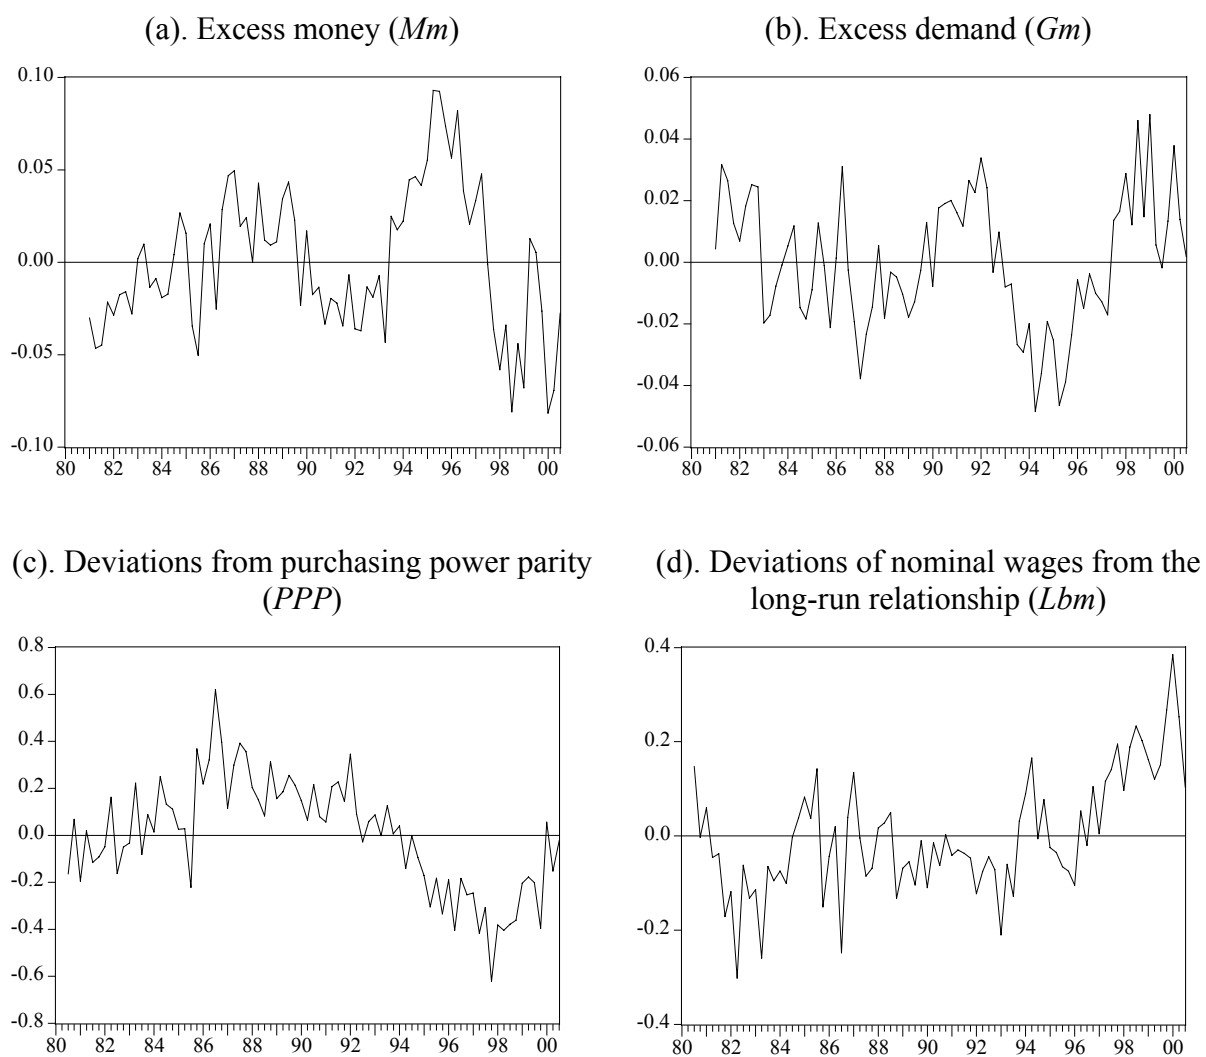 (a). Excess money (Mm)
0.10
0.05
0.00
-0.05
-0.10
80 82 84 86 88 90 92 94 96 98 00
(b). Excess demand (Gm)
0.06
0.04
0.02
0.00
-0.02
-0.04
-0.06
80 82 84 86 88 90 92 94 96 98 00
(c). Deviations from purchasing power parity
(PPP)
0.8
0.6
0.4
0.2
0.0
-0.2
-0.4
-0.6
-0.8
80 82 84 86 88 90 92 94 96 98 00
(d). Deviations of nominal wages from the
long-run relationship (Lbm)
0.4
0.2
0.0
-0.2
-0.4
80 82 84 86 88 90 92 94 96 98 00